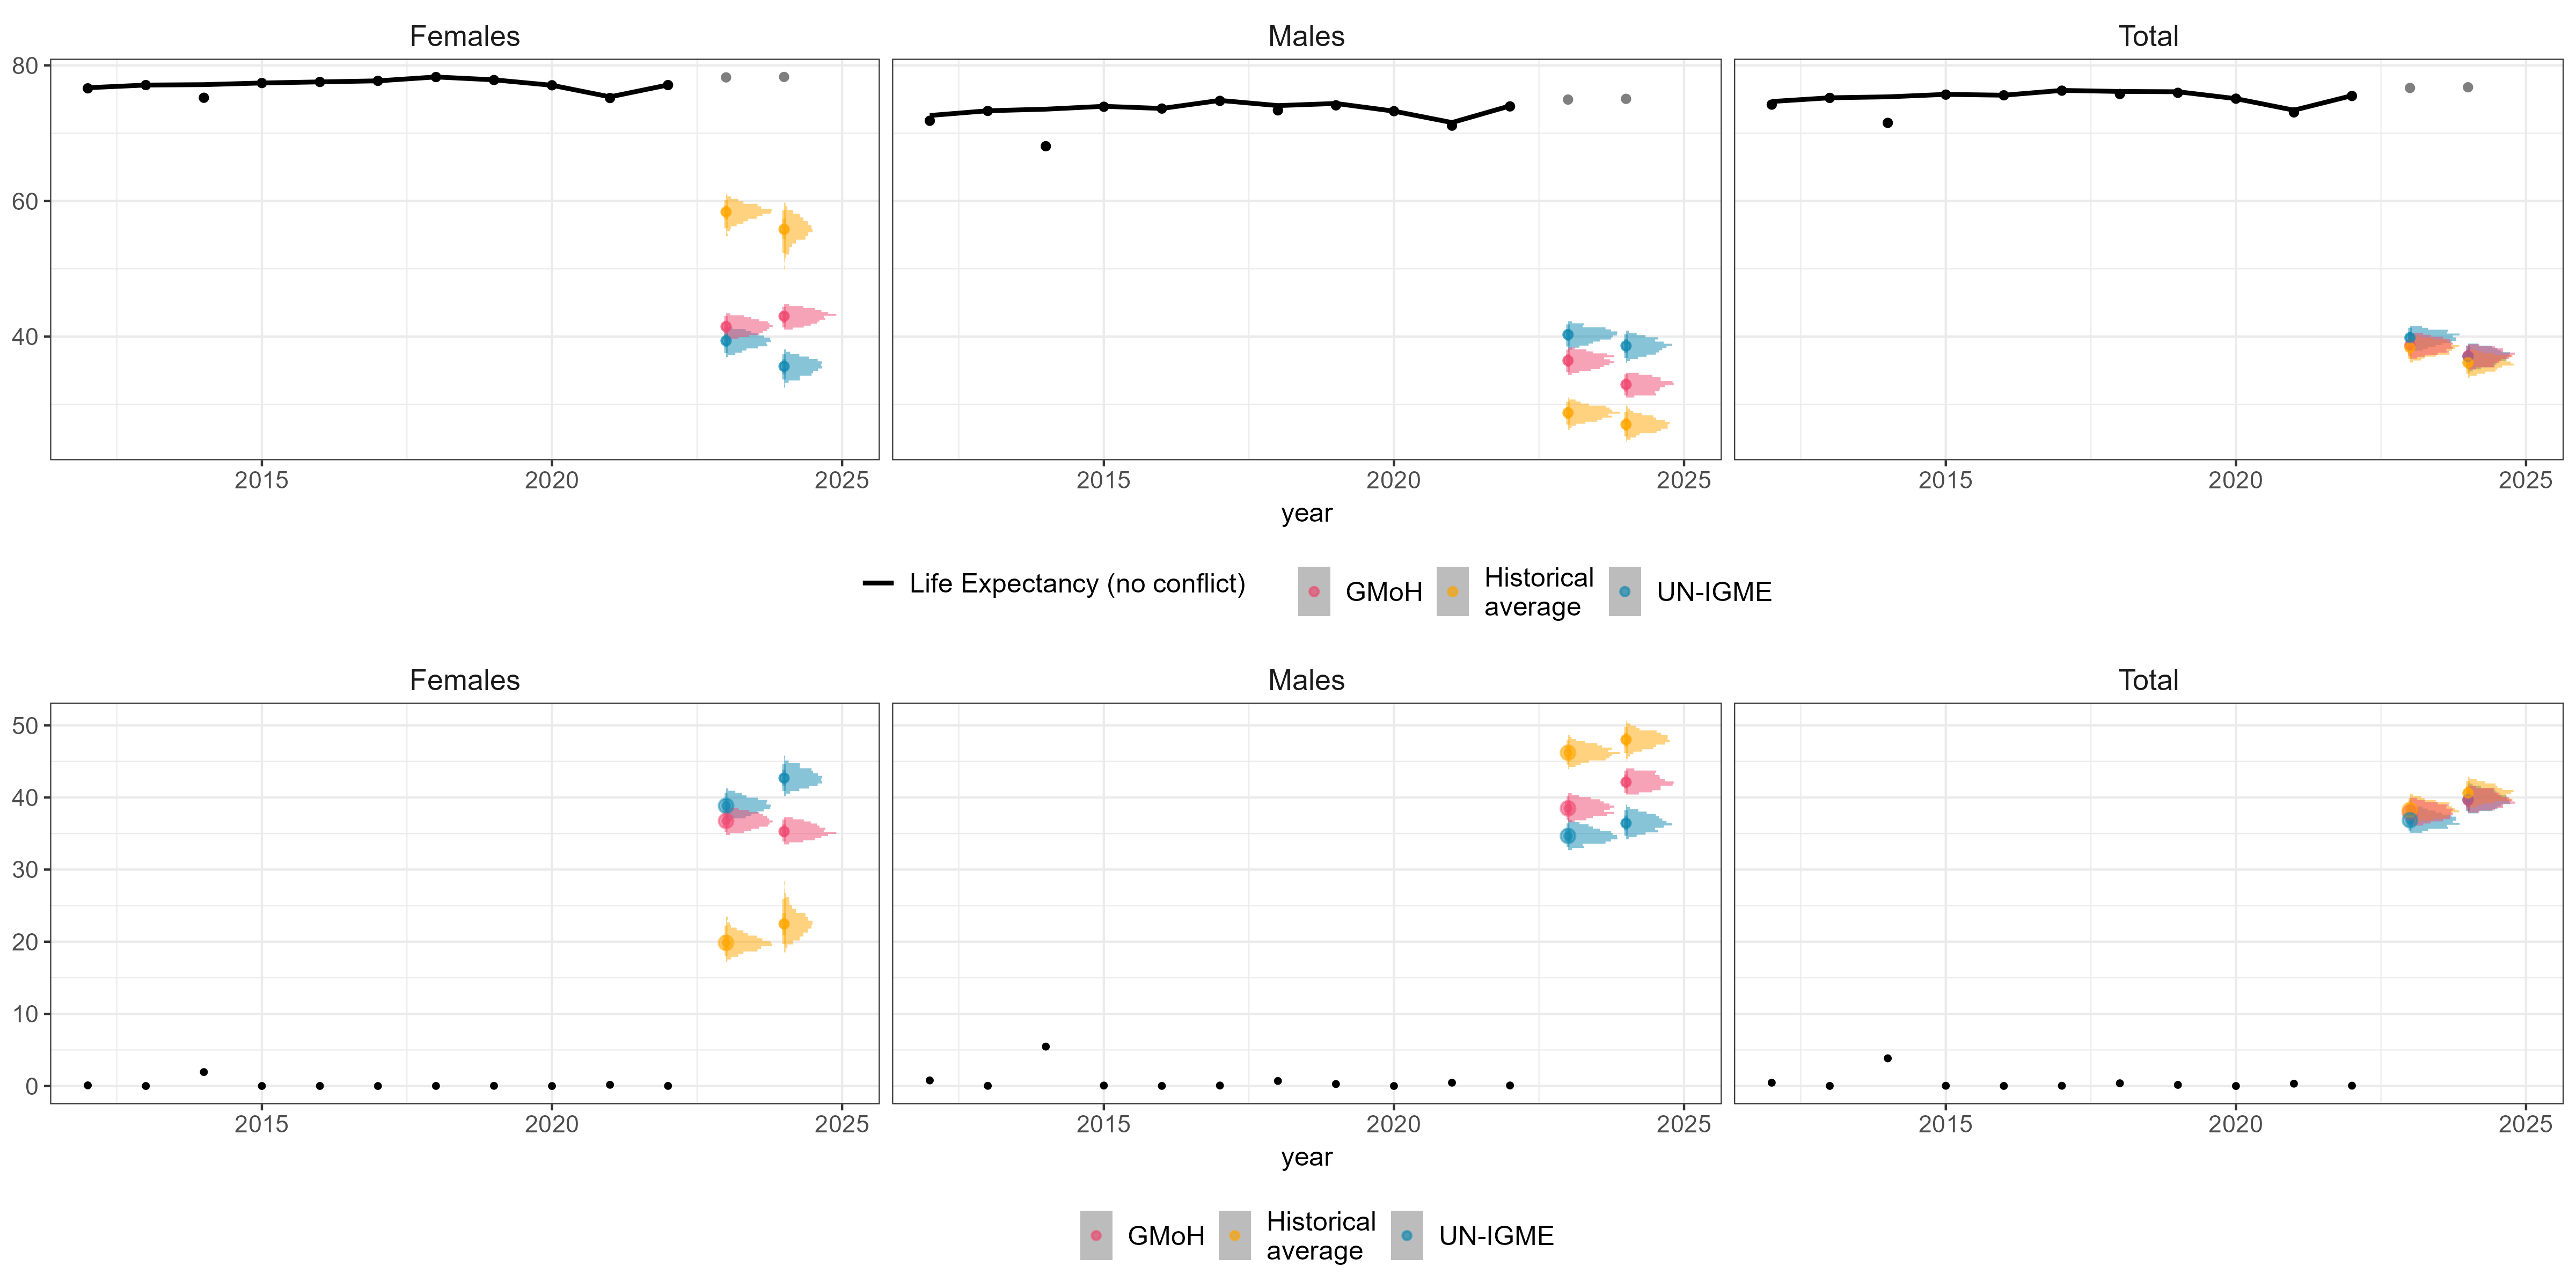 Females Males Total
80
60
40
2015 2020 2025 2015 2020 2025 2015 2020 2025
year
Life Expectancy (no conflict) GMoH Historical average UN-IGME
Females Males Total
50
40
30
20
10
0
2015 2020 2025 2015 2020 2025 2015 2020 2025
year
GMoH Historical average UN-IGME